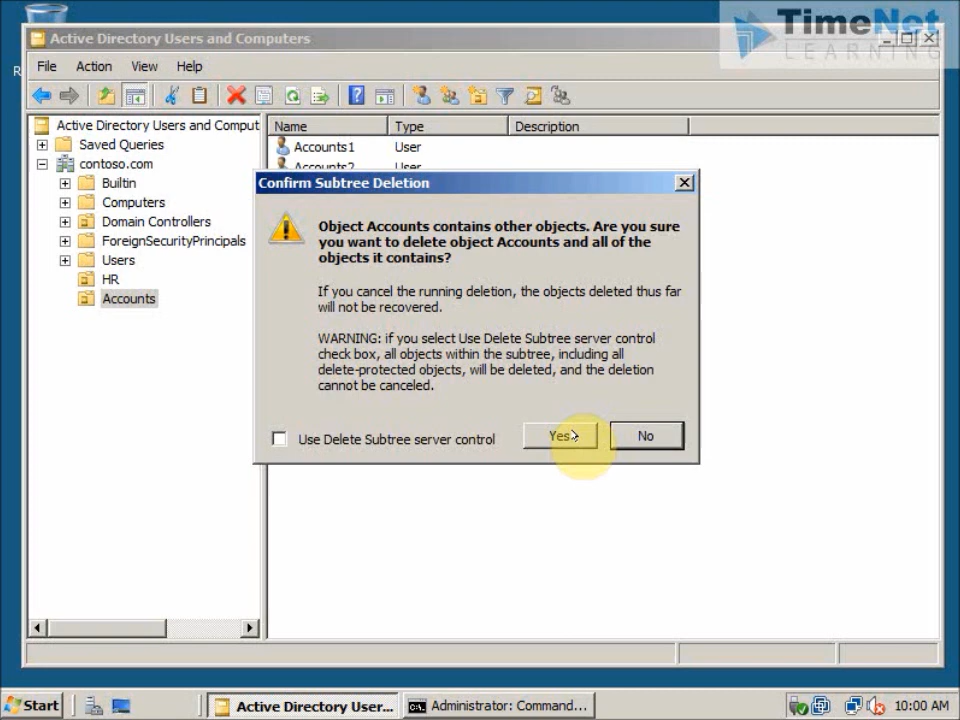 Active Directory Users and Computers
TimeNet
LEARNING
File Action View Help
R
Active Directory Users and Comput
Saved Queries
contoso.com
Builtin
Computers
Domain Controllers
ForeignSecurityPrincipals
Users
HR
Accounts
Name Type Description
Accounts1 User
Accounts2 User
Confirm Subtree Deletion
Object Accounts contains other objects. Are you sure
you want to delete object Accounts and all of the
objects it contains?
If you cancel the running deletion, the objects deleted thus far
will not be recovered.
WARNING: if you select Use Delete Subtree server control
check box, all objects within the subtree, including all
delete-protected objects, will be deleted, and the deletion
cannot be canceled.
Use Delete Subtree server control
Yes No
Start
Active Directory User...
Administrator: Command...
10:00 AM